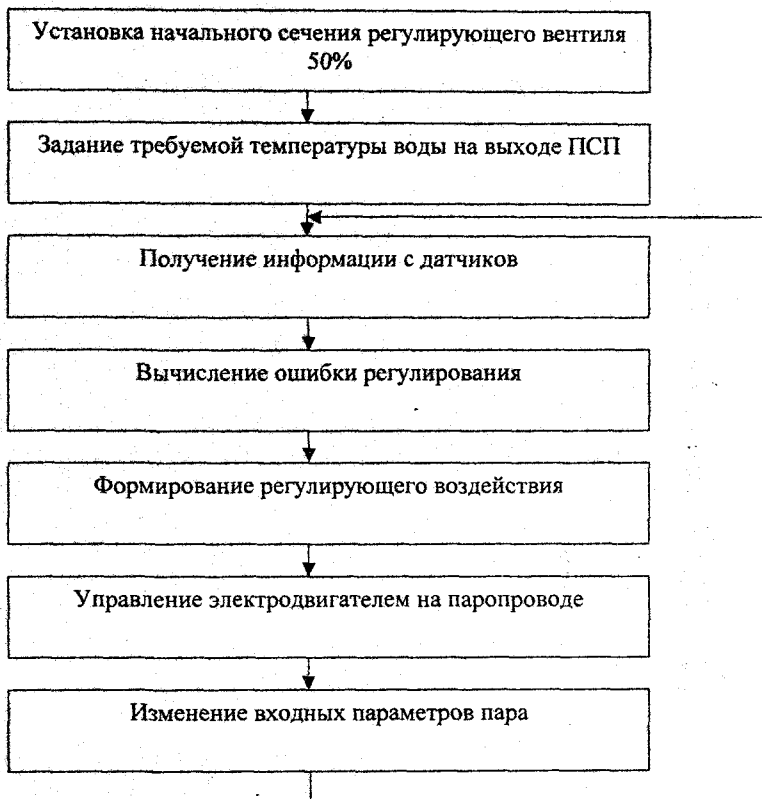 Установка начального сечения регулирующего вентиля
50%
Задание требуемой температуры воды на выходе ПСП
Получение информации с датчиков
Вычисление ошибки регулирования
Формирование регулирующего воздействия
Управление электродвигателем на паропроводе
Изменение входных параметров пара